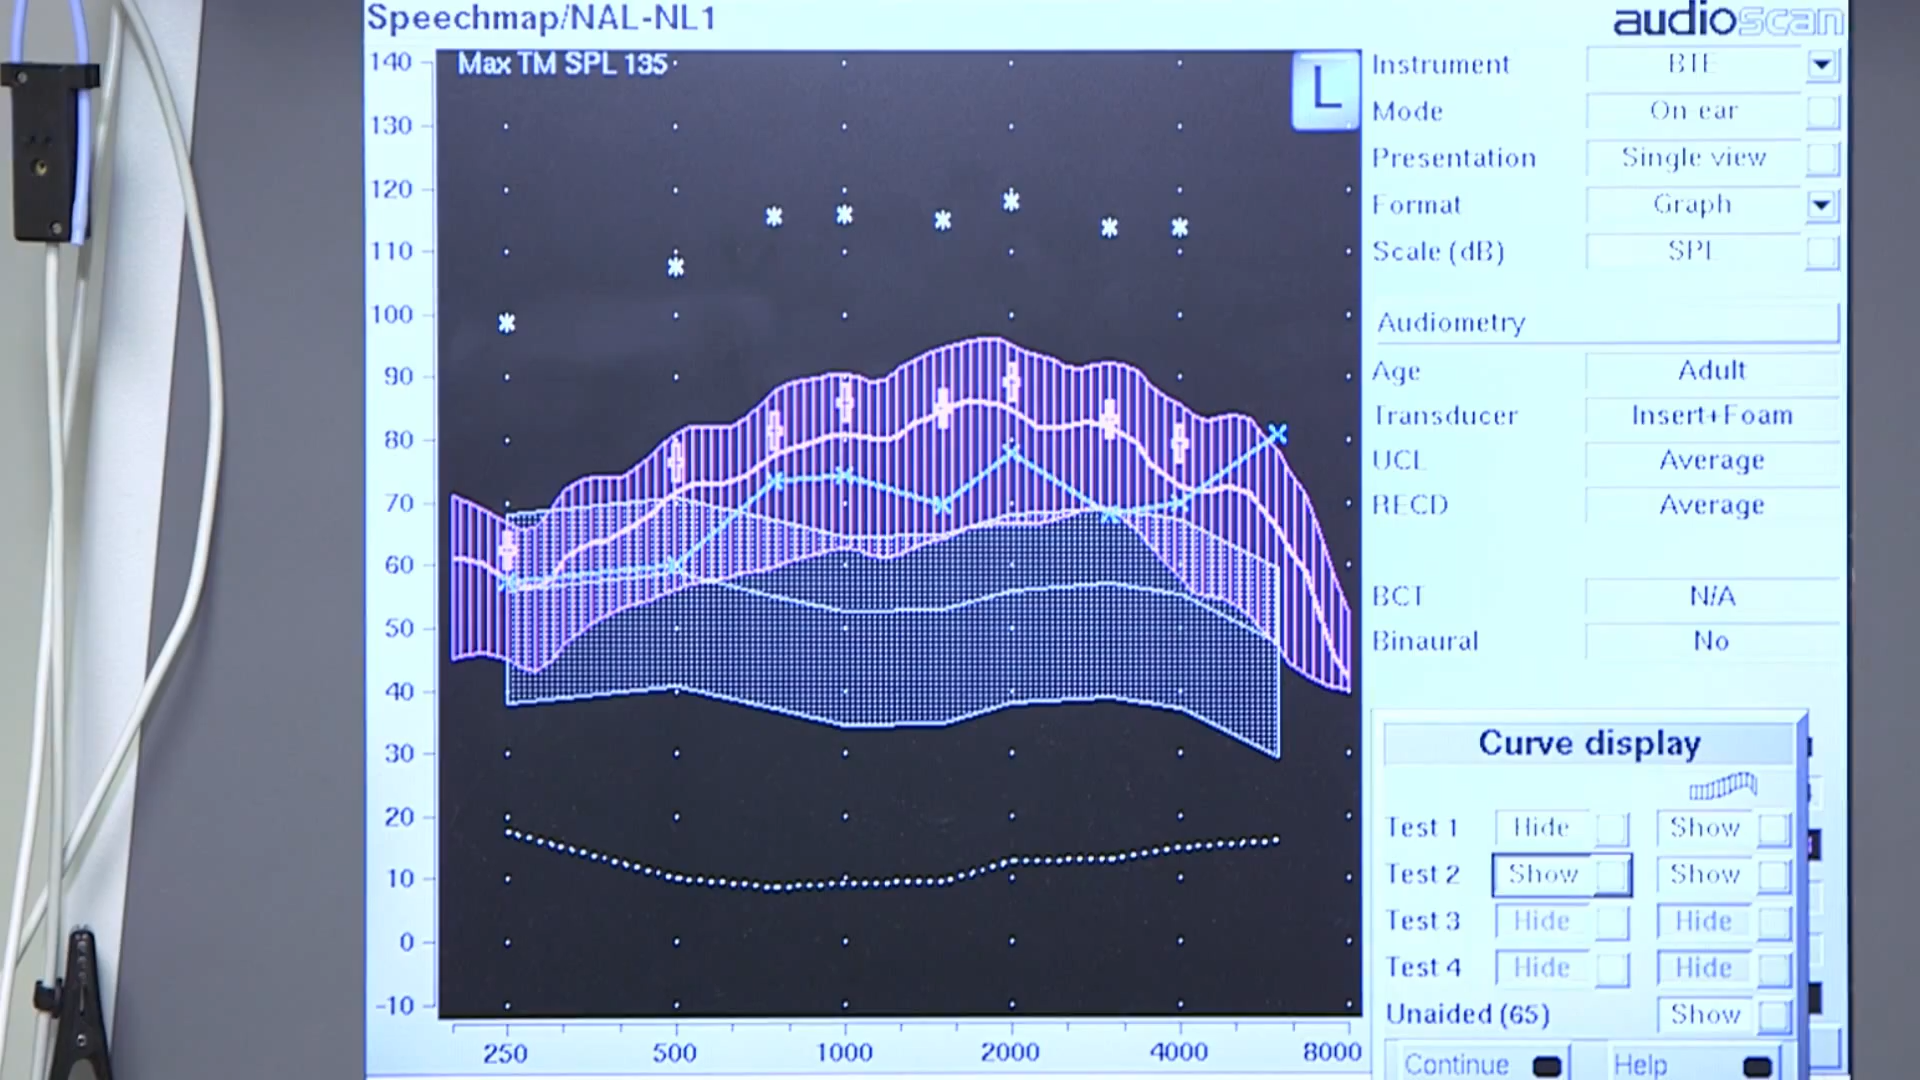 Speechmap/NAL-NL1
audioscan
Max TM SPL 135
L
140
130
120
110
100
90
80
70
60
50
40
30
20
10
0
-10
250 500 1000 2000 4000 8000
Instrument BTE
Mode On ear
Presentation Single view
Format Graph
Scale (dB) SPL
Audiometry
Age Adult
Transducer Insert+Foam
UCL Average
RECD Average
BCT N/A
Binaural No
Curve display
Test 1 Hide Show
Test 2 Show Show
Test 3 Hide Hide
Test 4 Hide Hide
Unaided (65) Show
Continue Help